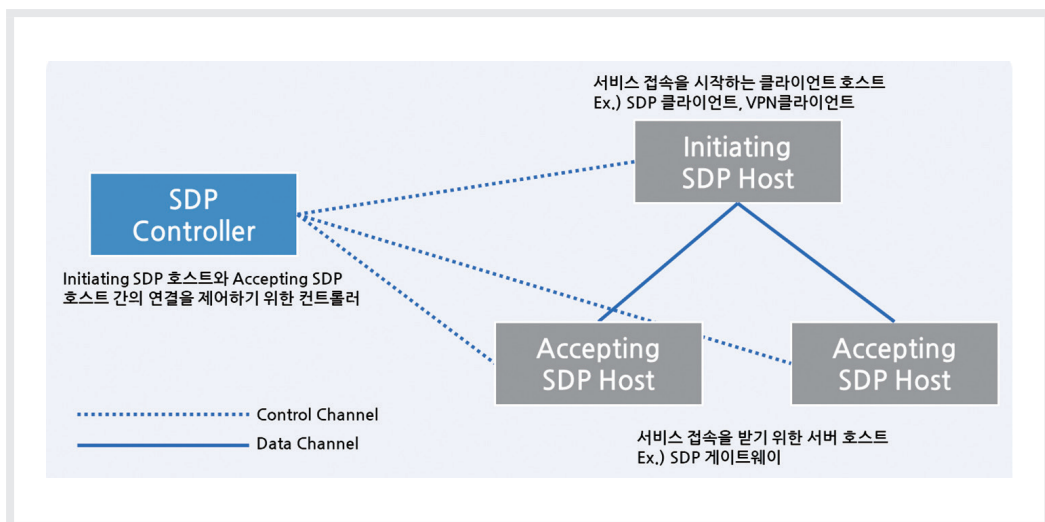 서비스 접속을 시작하는 클라이언트 호스트
Ex.) SDP 클라이언트, VPN클라이언트
Initiating
SDP Host
SDP
Controller
Initiating SDP 호스트와 Accepting SDP
호스트 간의 연결을 제어하기 위한 컨트롤러
Accepting
SDP Host
Accepting
SDP Host
Control Channel
Data Channel
서비스 접속을 받기 위한 서버 호스트
Ex.) SDP 게이트웨이